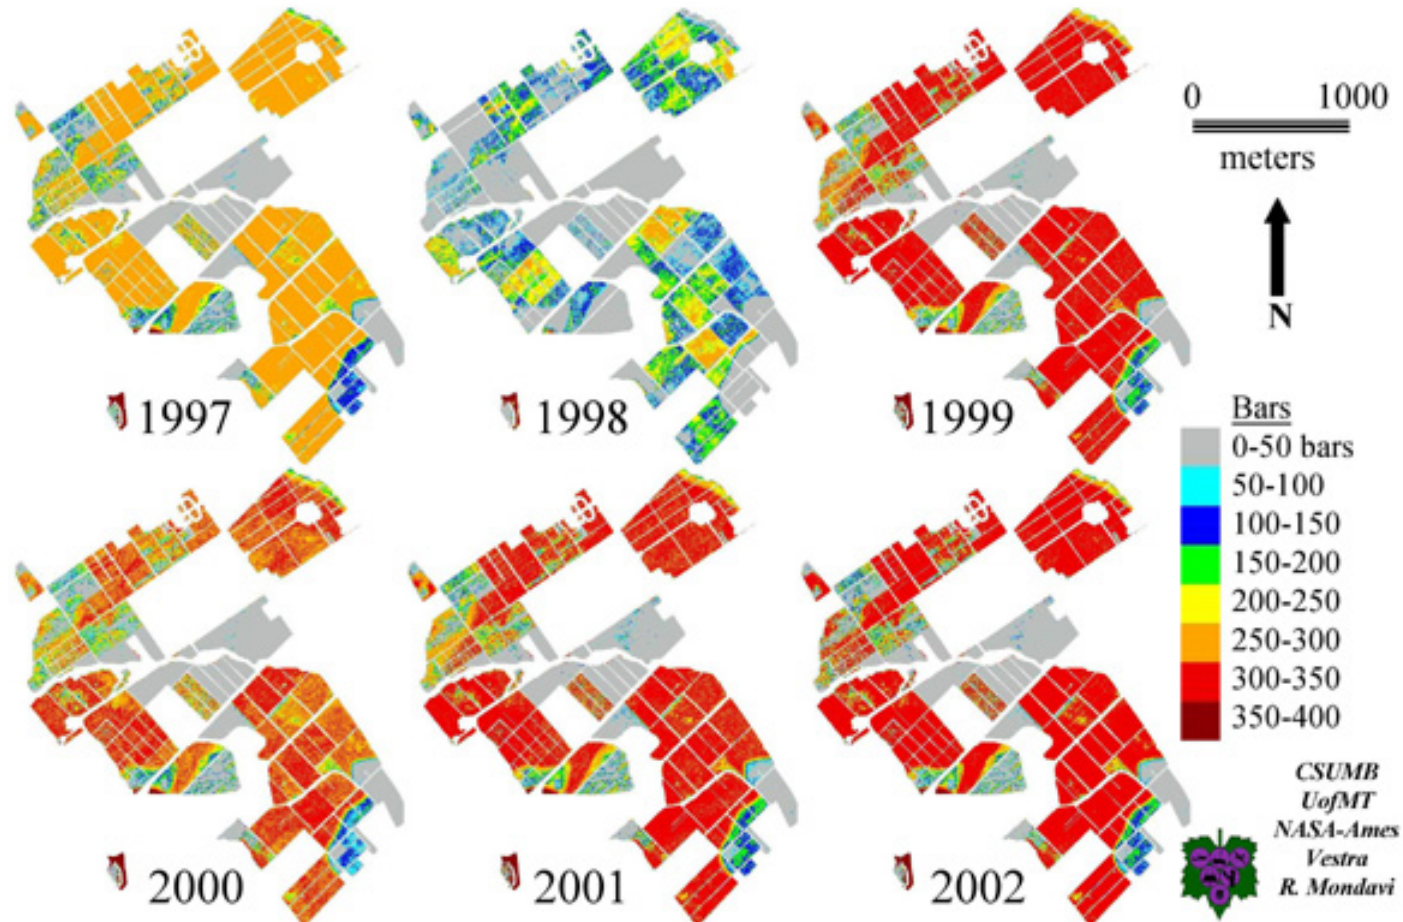 0 1000
meters
N
1997 1998 1999
Bars
0-50 bars
50-100
100-150
150-200
200-250
250-300
300-350
350-400
2000 2001 2002
CSUMB
UofMT
NASA-Ames
Vestra
R. Mondavi